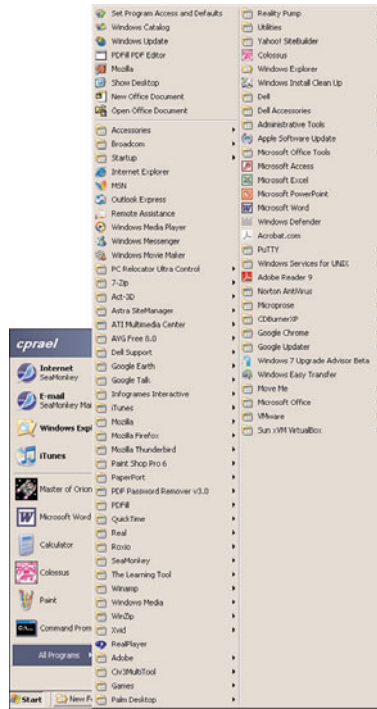 Set Program Access and Defaults
Windows Catalog
Windows Update
PDFill PDF Editor
Mozilla
Show Desktop
New Office Document
Open Office Document
Accessories
Broadcom
Startup
Internet Explorer
MSN
Outlook Express
Remote Assistance
Windows Media Player
Windows Messenger
Windows Movie Maker
PC Relocator Ultra Control
7-Zip
Act-3D
Astra SiteManager
ATI Multimedia Center
AVG Free 8.0
Dell Support
Google Earth
Google Talk
Infogrames Interactive
iTunes
Mozilla
Mozilla Firefox
Mozilla Thunderbird
Paint Shop Pro 6
PaperPort
PDF Password Remover v3.0
PDFill
QuickTime
Real
Roxio
SeaMonkey
The Learning Tool
Winamp
Windows Media
WinZip
Xvid
RealPlayer
Adobe
Civ3MultiTool
Games
Palm Desktop
Reality Pump
Utilities
Yahoo! SiteBuilder
Colossus
Windows Explorer
Windows Install Clean Up
Dell
Dell Accessories
Administrative Tools
Apple Software Update
Microsoft Office Tools
Microsoft Access
Microsoft Excel
Microsoft PowerPoint
Microsoft Word
Windows Defender
Acrobat.com
PuTTY
Windows Services for UNIX
Adobe Reader 9
Norton AntiVirus
Microprose
CDBurnerXP
Google Chrome
Google Updater
Windows 7 Upgrade Advisor Beta
Windows Easy Transfer
Move Me
Microsoft Office
VMware
Sun xVM VirtualBox
cprael
Internet
SeaMonkey
E-mail
SeaMonkey Mai
Windows Expl
iTunes
Master of Orion
Microsoft Word
Calculator
Colossus
Paint
Command Prom
All Programs
Start
New F